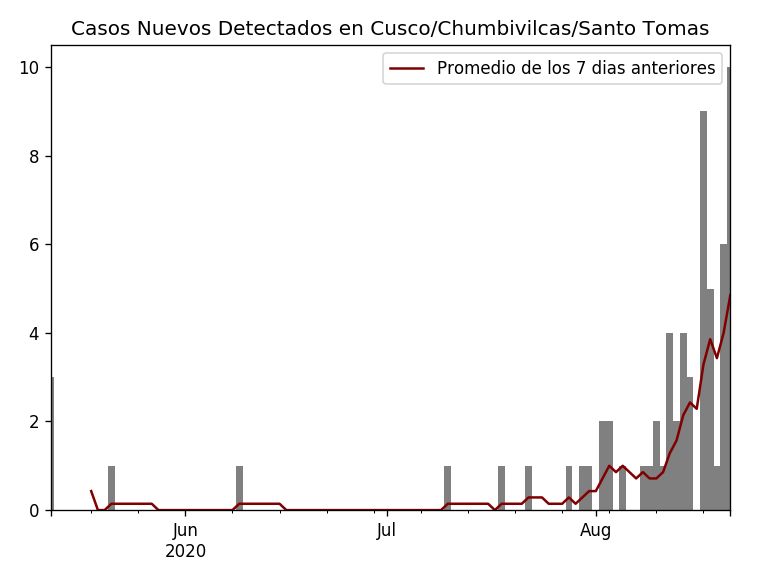 Casos Nuevos Detectados en Cusco/Chumbivilcas/Santo Tomas
Promedio de los 7 dias anteriores
10
8
6
4
2
0
Jun
2020
Jul
Aug